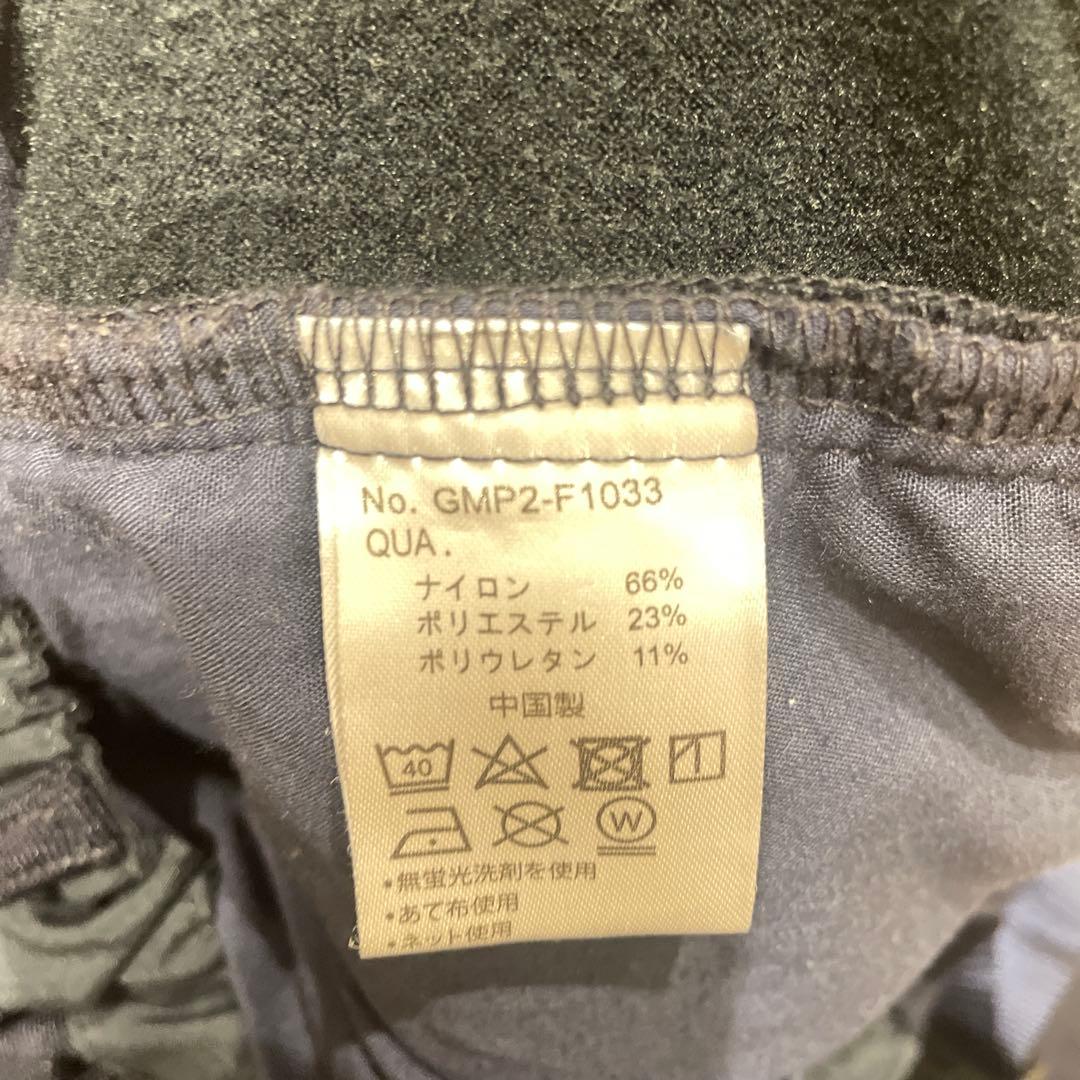 No. GMP2-F1033
QUA.
ナイロン 66%
ポリエステル 23%
ポリウレタン 11%
中国製
40
W
・無蛍光洗剤を使用
・あて布使用
・ネット使用